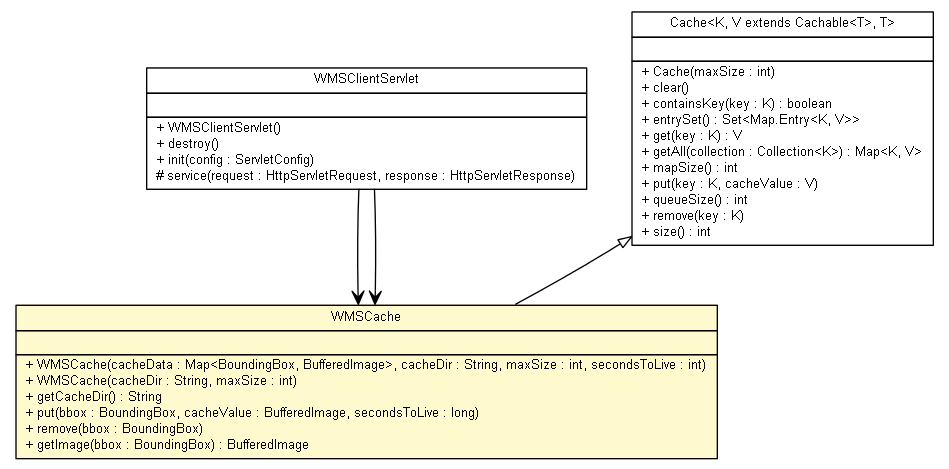 Cache<K, V extends Cachable<T>, T>
+ Cache(maxSize : int)
+ clear()
+ containsKey(key : K) : boolean
+ entrySet() : Set<Map.Entry<K, V>>
+ get(key : K) : V
+ getAll(collection : Collection<K>) : Map<K, V>
+ mapSize() : int
+ put(key : K, cacheValue : V)
+ queueSize() : int
+ remove(key : K)
+ size() : int
WMSClientServlet
+ WMSClientServlet()
+ destroy()
+ init(config : ServletConfig)
# service(request : HttpServletRequest, response : HttpServletResponse)
WMSCache
+ WMSCache(cacheData : Map<BoundingBox, BufferedImage>, cacheDir : String, maxSize : int, secondsToLive : int)
+ WMSCache(cacheDir : String, maxSize : int)
+ getCacheDir() : String
+ put(bbox : BoundingBox, cacheValue : BufferedImage, secondsToLive : long)
+ remove(bbox : BoundingBox)
+ getImage(bbox : BoundingBox) : BufferedImage